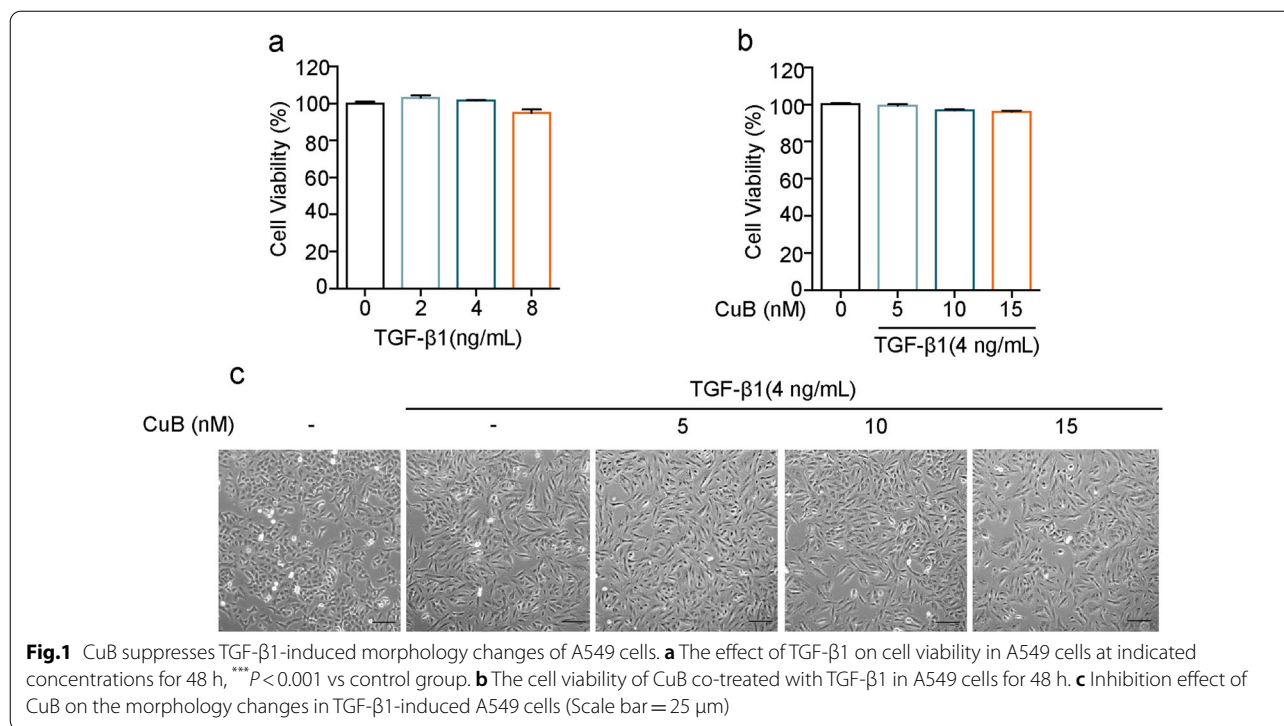 a
120
100
80
60
40
20
0
Cell Viability (%)
0 2 4 8
TGF-β1(ng/mL)
b
120
100
80
60
40
20
0
Cell Viability (%)
CuB (nM) 0 5 10 15
TGF-β1(4 ng/mL)
c
TGF-β1(4 ng/mL)
CuB (nM) - - 5 10 15
Fig.1 CuB suppresses TGF-β1-induced morphology changes of A549 cells. a The effect of TGF-β1 on cell viability in A549 cells at indicated
concentrations for 48 h, ***P < 0.001 vs control group. b The cell viability of CuB co-treated with TGF-β1 in A549 cells for 48 h. c Inhibition effect of
CuB on the morphology changes in TGF-β1-induced A549 cells (Scale bar = 25 μm)